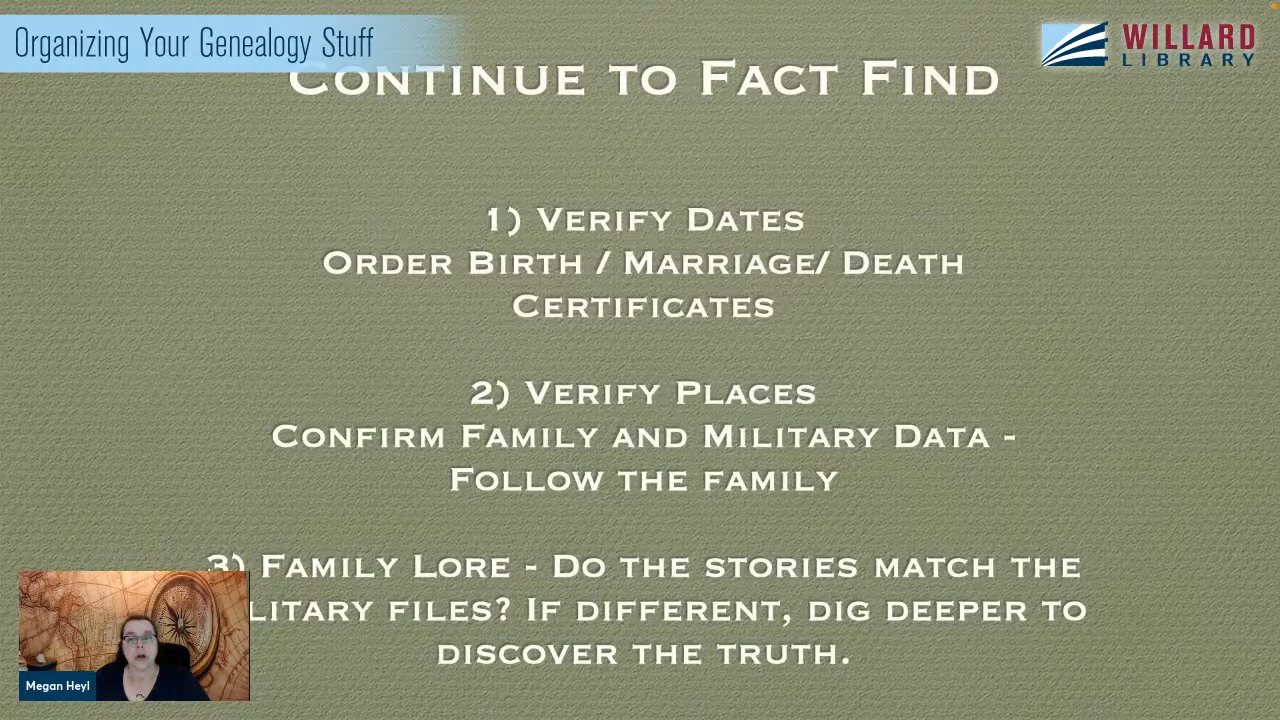 Organizing Your Genealogy Stuff
WILLARD
LIBRARY
CONTINUE TO FACT FIND
1) VERIFY DATES
ORDER BIRTH / MARRIAGE/ DEATH
CERTIFICATES
2) VERIFY PLACES
CONFIRM FAMILY AND MILITARY DATA -
FOLLOW THE FAMILY
3) FAMILY LORE - DO THE STORIES MATCH THE
LITARY FILES? IF DIFFERENT, DIG DEEPER TO
DISCOVER THE TRUTH.
Megan Heyl